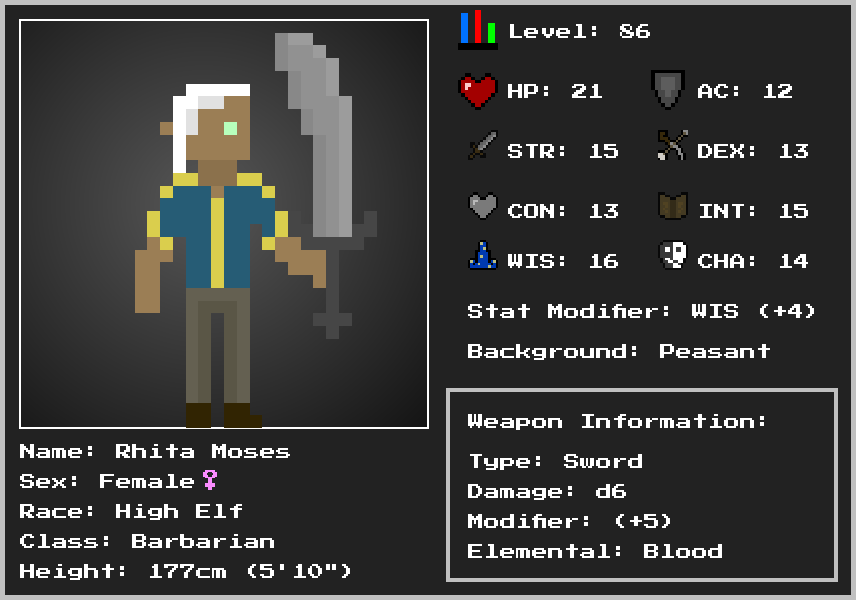 Level: 86
HP: 21 AC: 12
STR: 15 DEX: 13
CON: 13 INT: 15
WIS: 16 CHA: 14
Stat Modifier: WIS (+4)
Background: Peasant
Weapon Information:
Type: Sword
Damage: d6
Modifier: (+5)
Elemental: Blood
Name: Rhita Moses
Sex: Female♀
Race: High Elf
Class: Barbarian
Height: 177cm (5'10")